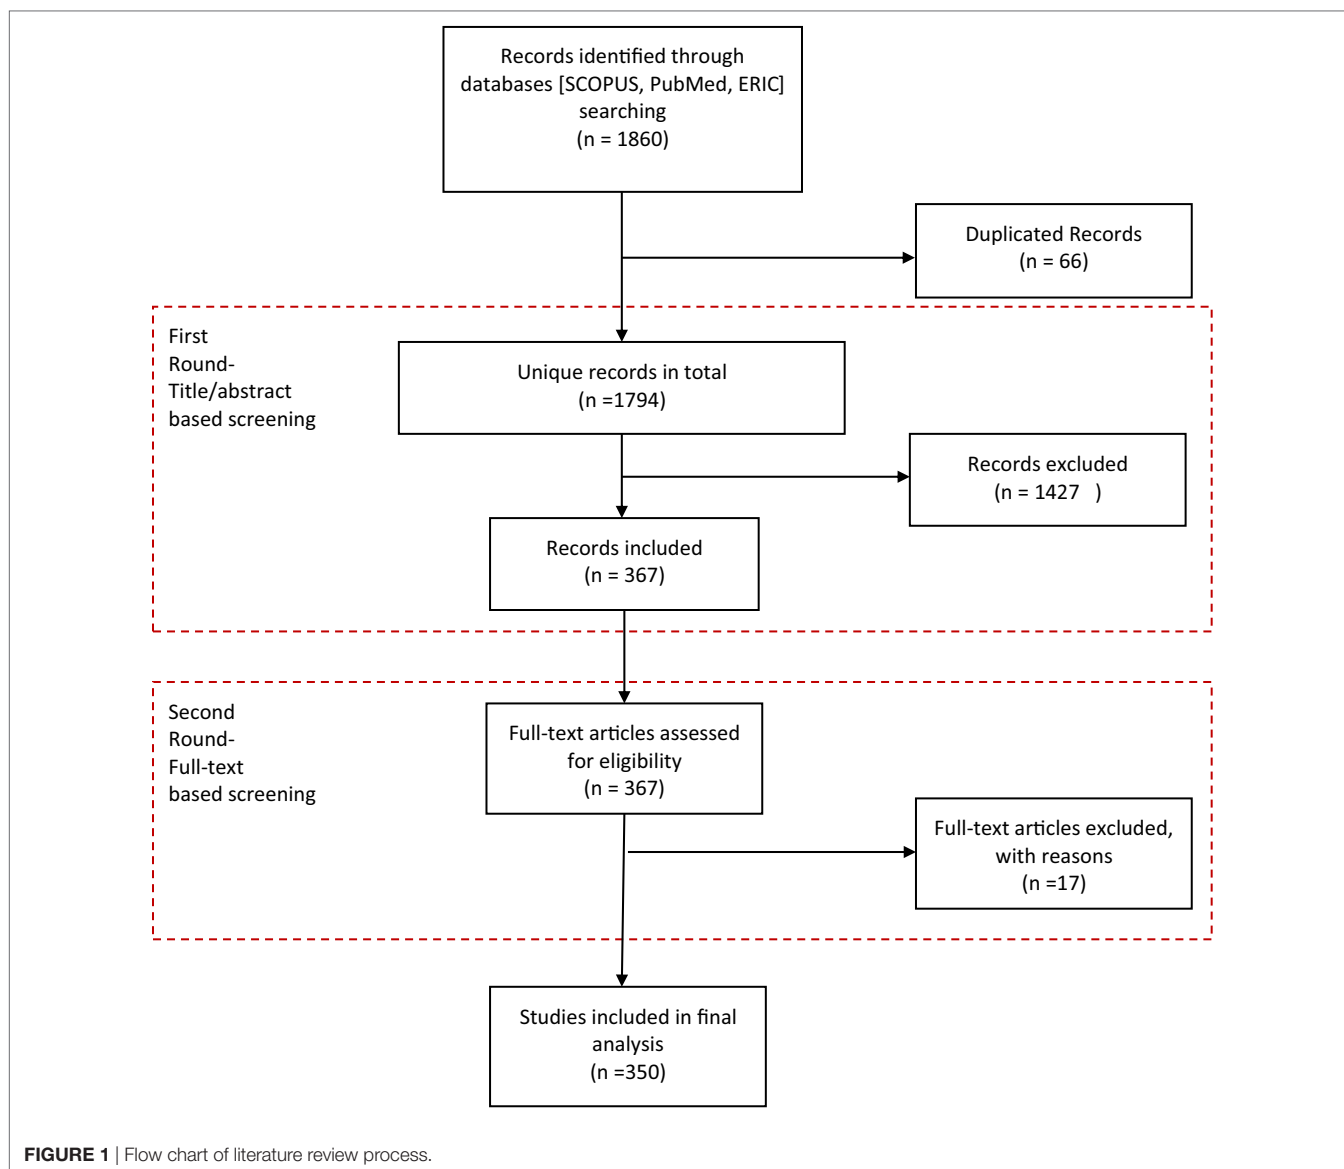 Records identified through
databases [SCOPUS, PubMed, ERIC]
searching
(n = 1860)
Duplicated Records
(n = 66)
First
Round-
Title/abstract
based screening
Unique records in total
(n =1794)
Records excluded
(n = 1427   )
Records included
(n = 367)
Second
Round-
Full-text
based screening
Full-text articles assessed
for eligibility
(n = 367)
Full-text articles excluded,
with reasons
(n =17)
Studies included in final
analysis
(n =350)
FIGURE 1 | Flow chart of literature review process.